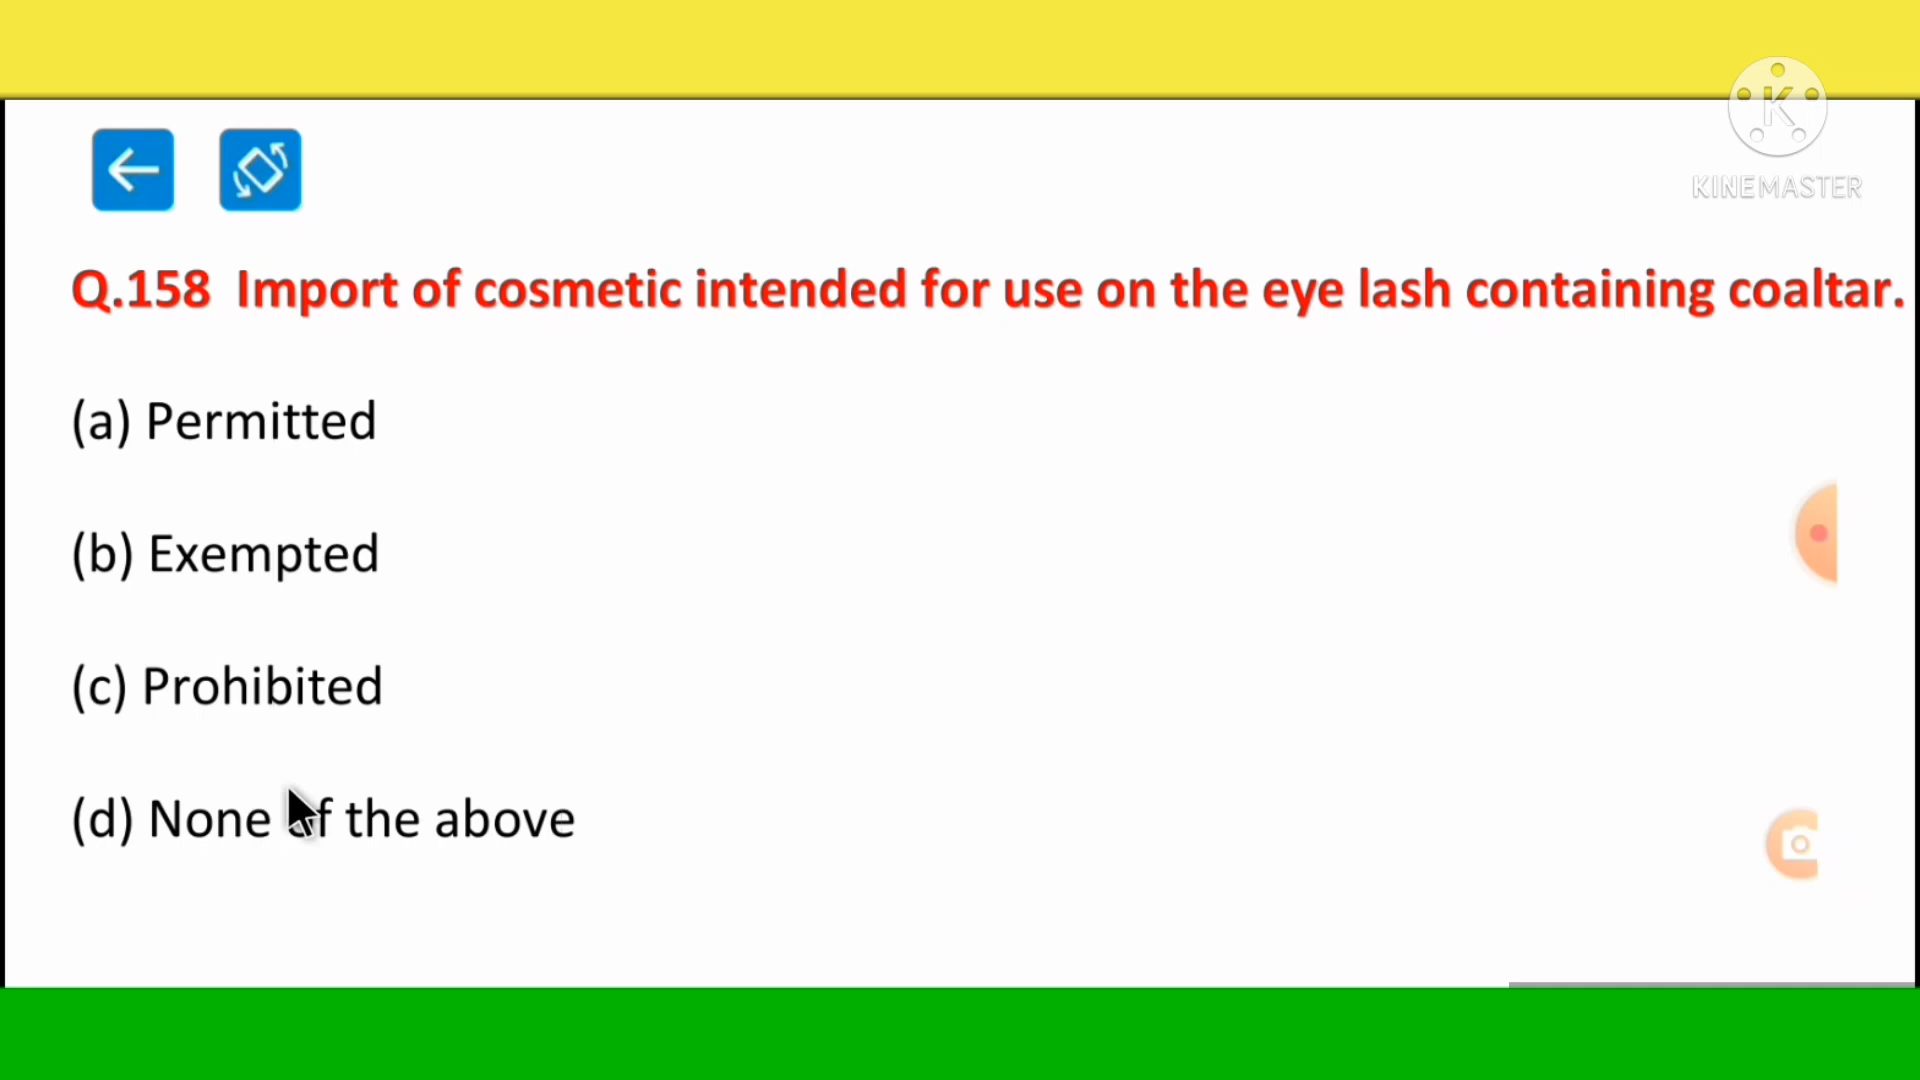 KINEMASTER
Q.158 Import of cosmetic intended for use on the eye lash containing coaltar.
(a) Permitted
(b) Exempted
(c) Prohibited
(d) None of the above